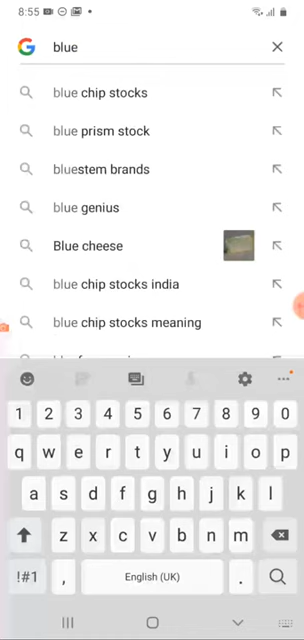 8:55
blue
blue chip stocks
blue prism stock
bluestem brands
blue genius
Blue cheese
blue chip stocks india
blue chip stocks meaning
1 2 3 4 5 6 7 8 9 0
q w e r t y u i o p
a s d f g h j k l
z x c v b n m
!#1 , English (UK) .